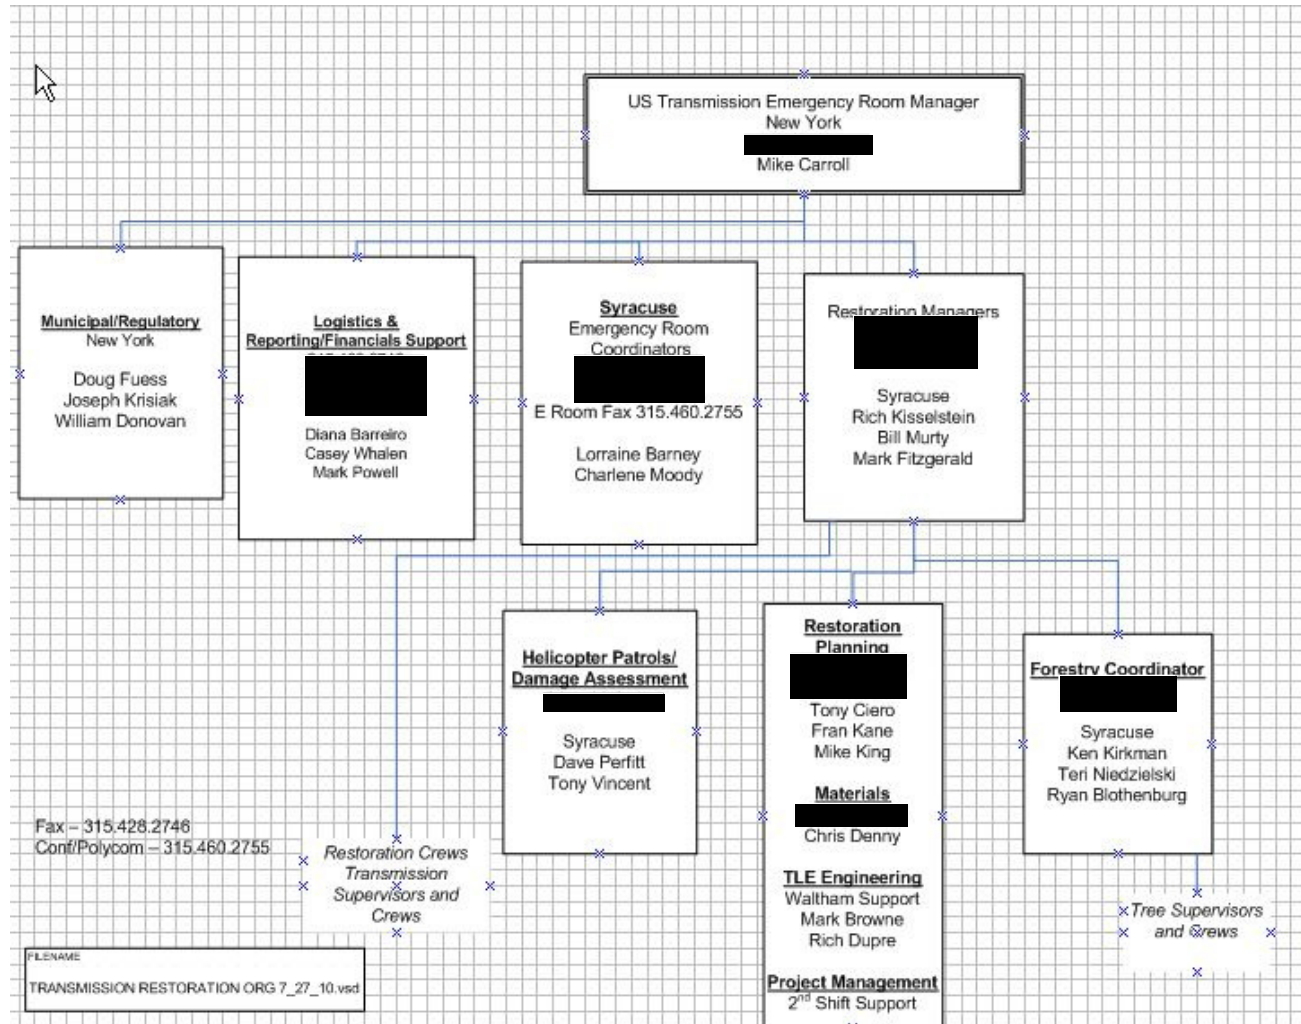 US Transmission Emergency Room Manager
New York
Mike Carroll
Municipal/Regulatory
New York
Doug Fuess
Joseph Krisiak
William Donovan
Logistics &
Reporting/Financials Support
Diana Barreiro
Casey Whalen
Mark Powell
Syracuse
Emergency Room
Coordinators
E Room Fax 315.460.2755
Lorraine Barney
Charlene Moody
Restoration Managers
Syracuse
Rich Kisselstein
Bill Murty
Mark Fitzgerald
Helicopter Patrols/
Damage Assessment
Syracuse
Dave Perfitt
Tony Vincent
Restoration
Planning
Tony Ciero
Fran Kane
Mike King
Materials
Chris Denny
TLE Engineering
Waltham Support
Mark Browne
Rich Dupre
Project Management
2nd Shift Support
Forestry Coordinator
Syracuse
Ken Kirkman
Teri Niedzielski
Ryan Blothenburg
Fax – 315.428.2746
Conf/Polycom – 315.460.2755
Restoration Crews
Transmission
Supervisors and
Crews
Tree Supervisors
and Crews
FILENAME
TRANSMISSION RESTORATION ORG 7_27_10.vsd